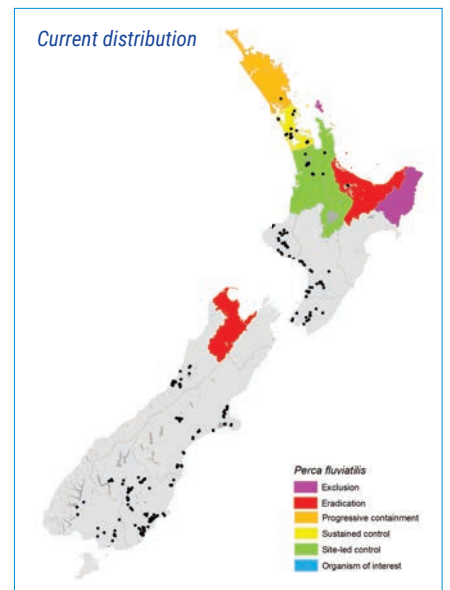 Current distribution
Perca fluviatilis
Exclusion
Eradication
Progressive containment
Sustained control
Site-led control
Organism of interest